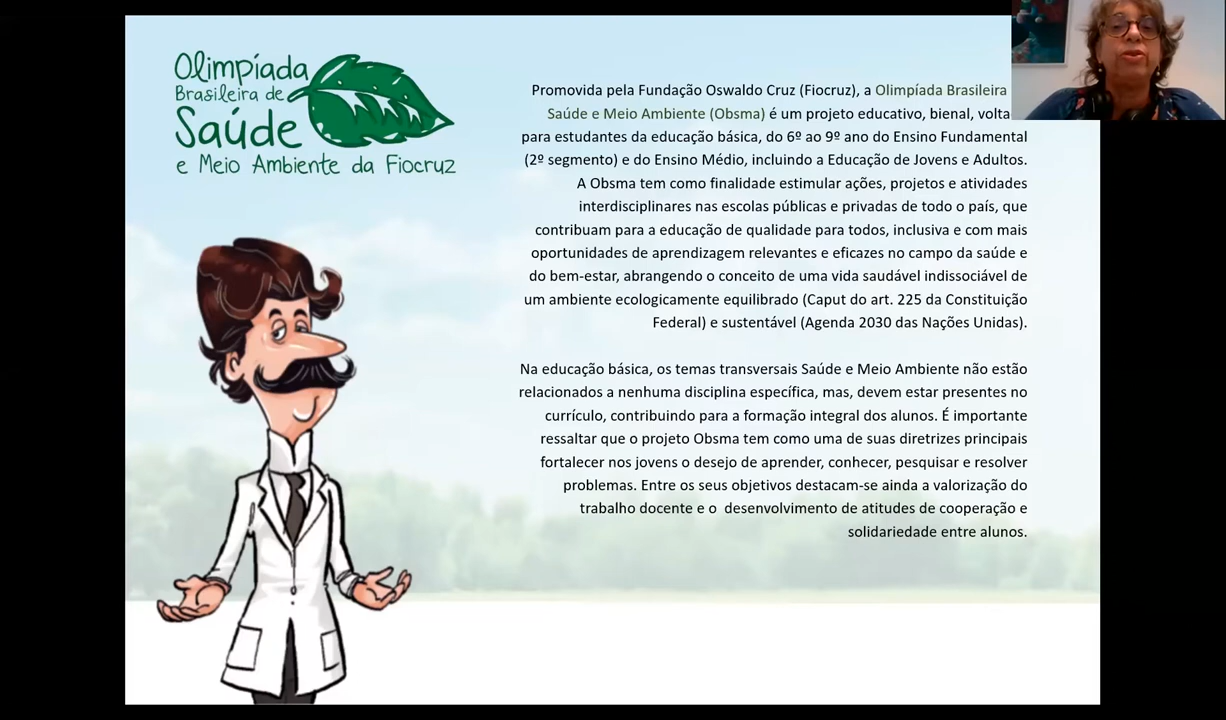 Olimpíada
Brasileira de
Saúde
e Meio Ambiente da Fiocruz
Promovida pela Fundação Oswaldo Cruz (Fiocruz), a Olimpíada Brasileira
Saúde e Meio Ambiente (Obsma) é um projeto educativo, bienal,
para estudantes da educação básica, do 6º ao 9º ano do Ensino Fundamental
(2º segmento) e do Ensino Médio, incluindo a Educação de Jovens e Adultos.
A Obsma tem como finalidade estimular ações, projetos e atividades
interdisciplinares nas escolas públicas e privadas de todo o país, que
contribuam para a educação de qualidade para todos, inclusiva e com mais
oportunidades de aprendizagem relevantes e eficazes no campo da saúde e
do bem-estar, abrangendo o conceito de uma vida saudável indissociável de
um ambiente ecologicamente equilibrado (Caput do art. 225 da Constituição
Federal) e sustentável (Agenda 2030 das Nações Unidas).
Na educação básica, os temas transversais Saúde e Meio Ambiente não estão
relacionados a nenhuma disciplina específica, mas, devem estar presentes no
currículo, contribuindo para a formação integral dos alunos. É importante
ressaltar que o projeto Obsma tem como uma de suas diretrizes principais
fortalecer nos jovens o desejo de aprender, conhecer, pesquisar e resolver
problemas. Entre os seus objetivos destacam-se ainda a valorização do
trabalho docente e o desenvolvimento de atitudes de cooperação e
solidariedade entre alunos.